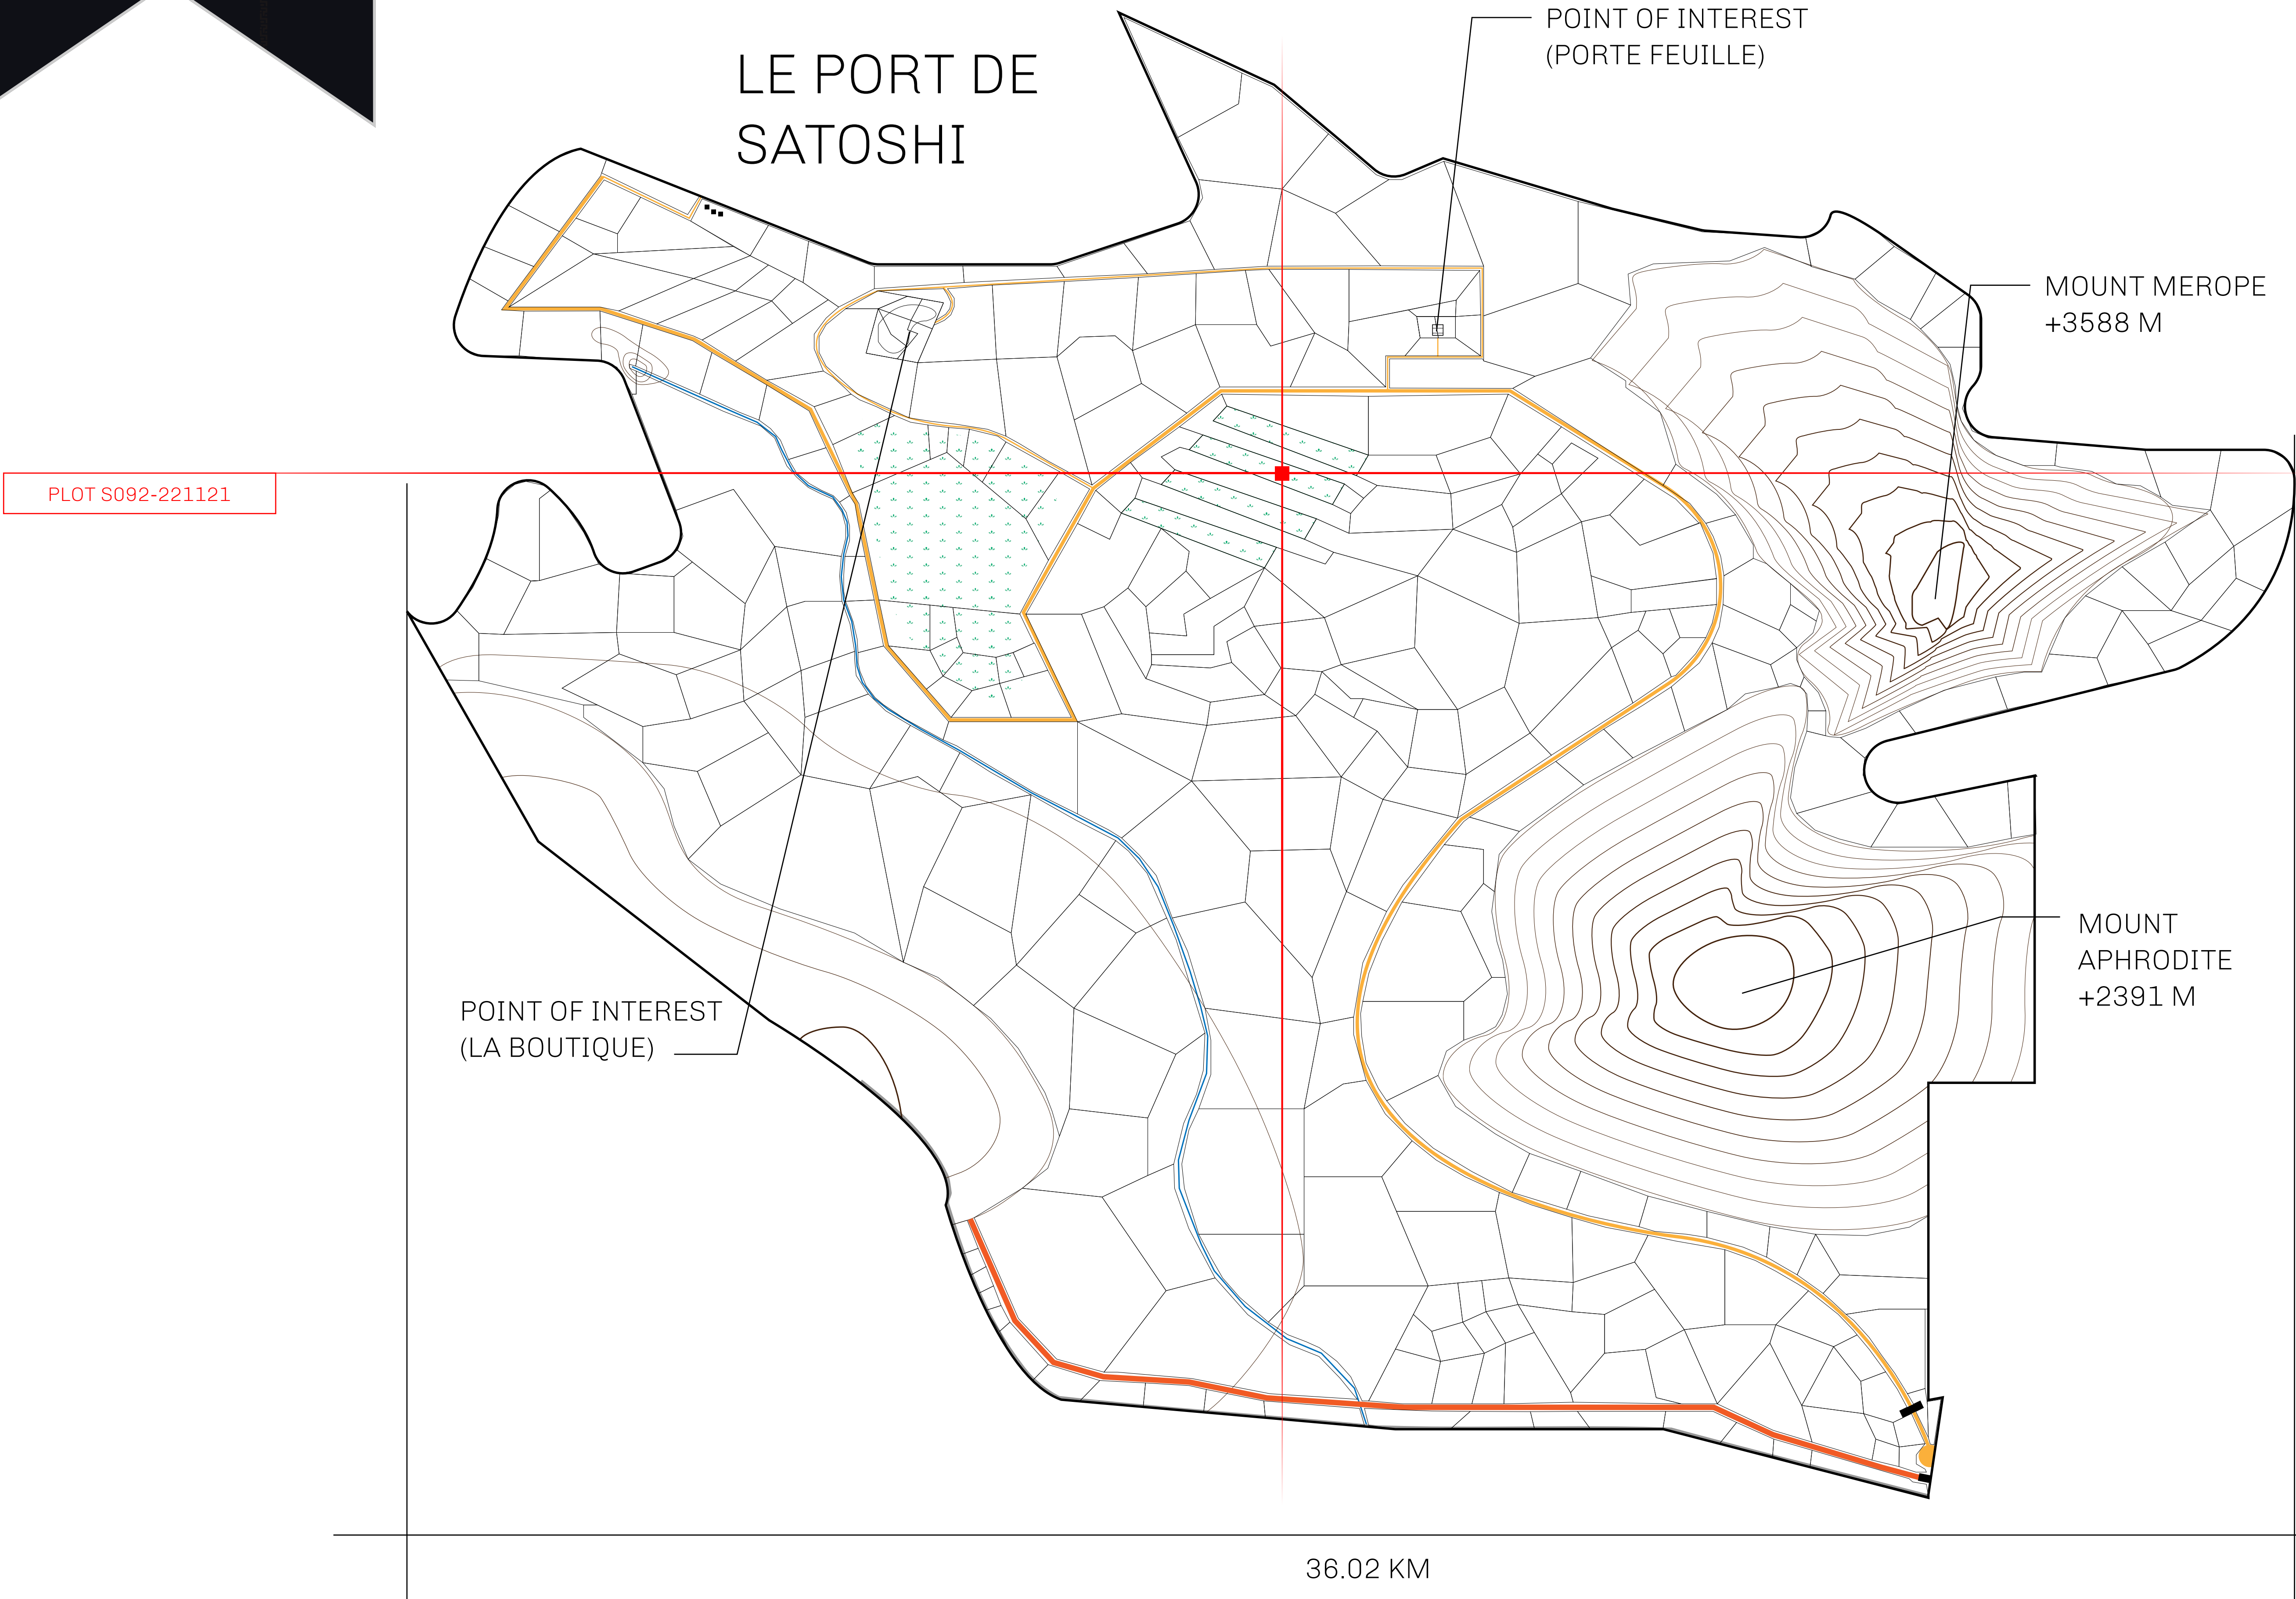 POINT OF INTEREST
(PORTE FEUILLE)
LE PORT DE
SATOSHI
MOUNT MEROPE
+3588 M
PLOT S092-221121
MOUNT
APHRODITE
+2391 M
POINT OF INTEREST
(LA BOUTIQUE)
36.02 KM